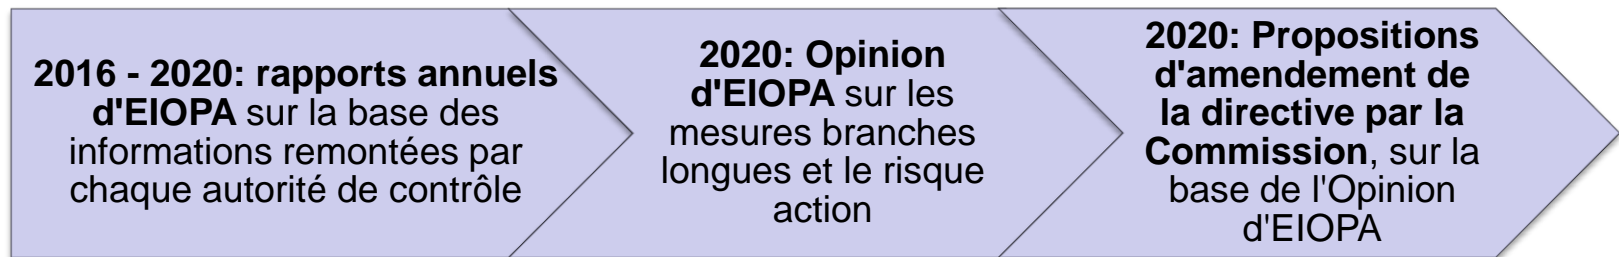 2016 - 2020: rapports annuels
d'EIOPA sur la base des
informations remontées par
chaque autorité de contrôle
2020: Opinion
d'EIOPA sur les
mesures branches
longues et le risque
action
2020: Propositions
d'amendement de
la directive par la
Commission, sur la
base de l'Opinion
d'EIOPA